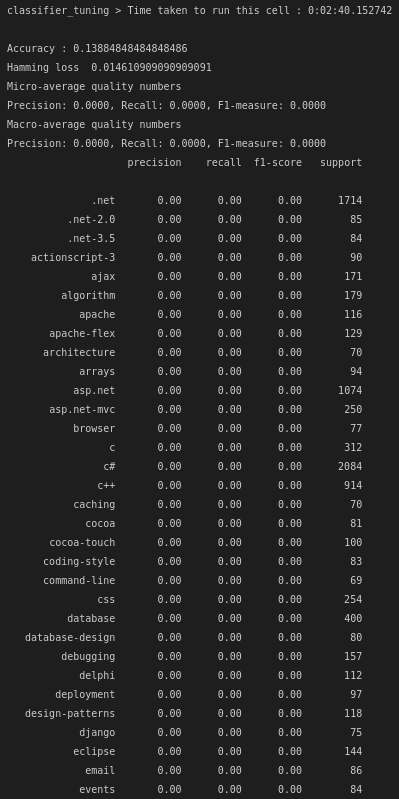 classifier_tuning > Time taken to run this cell : 0:02:40.152742
Accuracy : 0.13884848484848486
Hamming loss  0.014610909090909091
Micro-average quality numbers
Precision: 0.0000, Recall: 0.0000, F1-measure: 0.0000
Macro-average quality numbers
Precision: 0.0000, Recall: 0.0000, F1-measure: 0.0000
precision recall f1-score support
.net 0.00 0.00 0.00 1714
.net-2.0 0.00 0.00 0.00 85
.net-3.5 0.00 0.00 0.00 84
actionscript-3 0.00 0.00 0.00 90
ajax 0.00 0.00 0.00 171
algorithm 0.00 0.00 0.00 179
apache 0.00 0.00 0.00 116
apache-flex 0.00 0.00 0.00 129
architecture 0.00 0.00 0.00 70
arrays 0.00 0.00 0.00 94
asp.net 0.00 0.00 0.00 1074
asp.net-mvc 0.00 0.00 0.00 250
browser 0.00 0.00 0.00 77
c 0.00 0.00 0.00 312
c# 0.00 0.00 0.00 2084
c++ 0.00 0.00 0.00 914
caching 0.00 0.00 0.00 70
cocoa 0.00 0.00 0.00 81
cocoa-touch 0.00 0.00 0.00 100
coding-style 0.00 0.00 0.00 83
command-line 0.00 0.00 0.00 69
css 0.00 0.00 0.00 254
database 0.00 0.00 0.00 400
database-design 0.00 0.00 0.00 80
debugging 0.00 0.00 0.00 157
delphi 0.00 0.00 0.00 112
deployment 0.00 0.00 0.00 97
design-patterns 0.00 0.00 0.00 118
django 0.00 0.00 0.00 75
eclipse 0.00 0.00 0.00 144
email 0.00 0.00 0.00 86
events 0.00 0.00 0.00 84